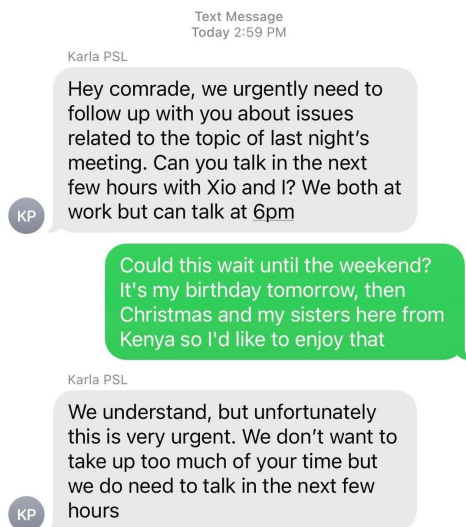 Text Message
Today 2:59 PM
Karla PSL
Hey comrade, we urgently need to
follow up with you about issues
related to the topic of last night's
meeting. Can you talk in the next
few hours with Xio and I? We both at
work but can talk at 6pm
KP
Could this wait until the weekend?
It's my birthday tomorrow, then
Christmas and my sisters here from
Kenya so I'd like to enjoy that
Karla PSL
We understand, but unfortunately
this is very urgent. We don't want to
take up too much of your time but
we do need to talk in the next few
hours
KP